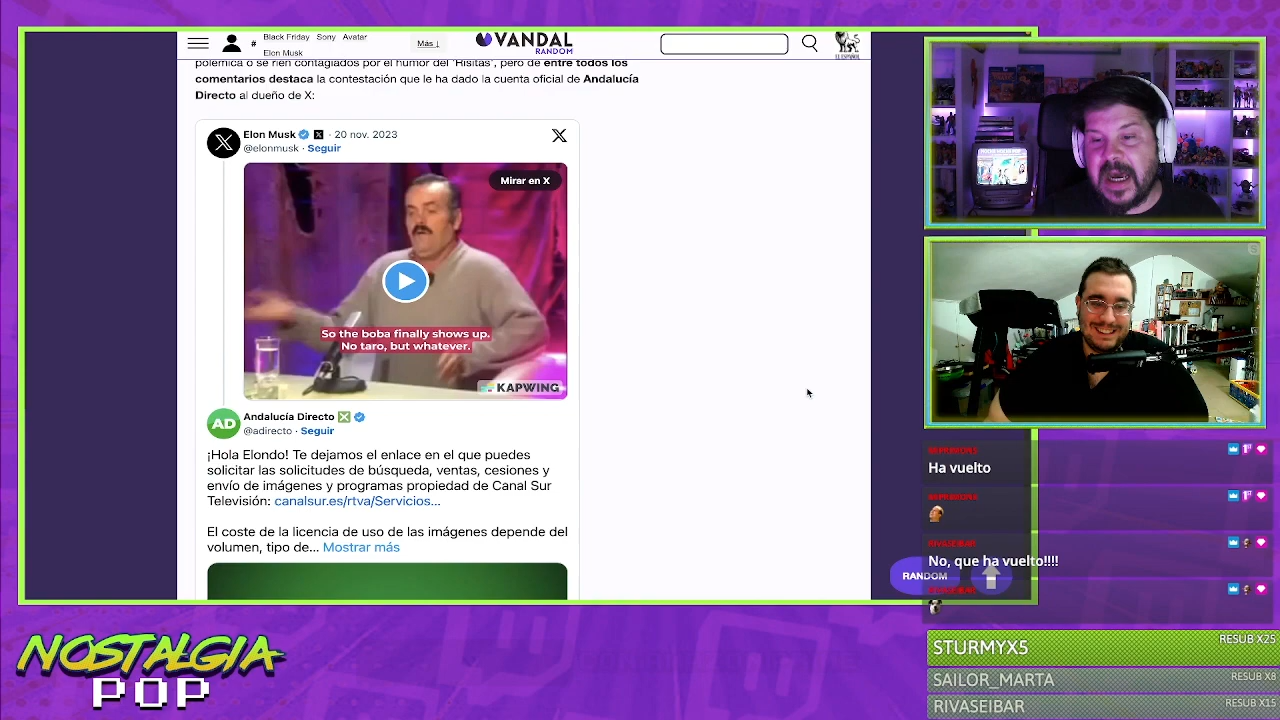 #
Black Friday Sony Avatar
Elon Musk
Más ↓
VANDAL
RANDOM
EL ESPAÑOL
polémica o se ríen contagiados por el humor del 'Risitas', pero de entre todos los
comentarios destaca la contestación que le ha dado la cuenta oficial de Andalucía
Directo al dueño de X:
Elon Musk X · 20 nov. 2023
@elonmusk · Seguir
Mirar en X
So the boba finally shows up.
No taro, but whatever.
KAPWING
AD
Andalucía Directo
@adirecto · Seguir
¡Hola Elonno! Te dejamos el enlace en el que puedes
solicitar las solicitudes de búsqueda, ventas, cesiones y
envío de imágenes y programas propiedad de Canal Sur
Televisión: canalsur.es/rtva/Servicios...
El coste de la licencia de uso de las imágenes depende del
volumen, tipo de... Mostrar más
Ha vuelto
RIVASEIBAR
No, que ha vuelto!!!!
RANDOM
STURMYX5
RESUB X25
SAILOR_MARTA
RESUB X8
RIVASEIBAR
RESUB X15
NOSTALGIA
POP